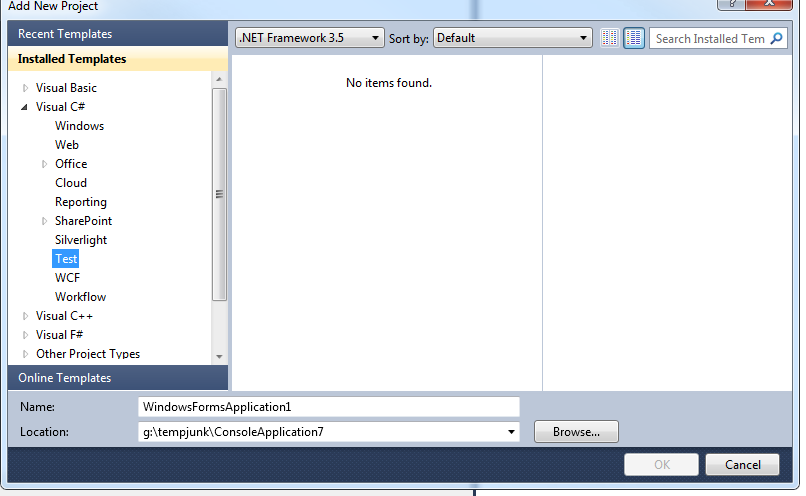 Add New Project
Recent Templates
.NET Framework 3.5 Sort by: Default Search Installed Tem
Installed Templates
No items found.
Visual Basic
Visual C#
Windows
Web
Office
Cloud
Reporting
SharePoint
Silverlight
Test
WCF
Workflow
Visual C++
Visual F#
Other Project Types
Online Templates
Name: WindowsFormsApplication1
Location: g:\tempjunk\ConsoleApplication7 Browse...
OK Cancel